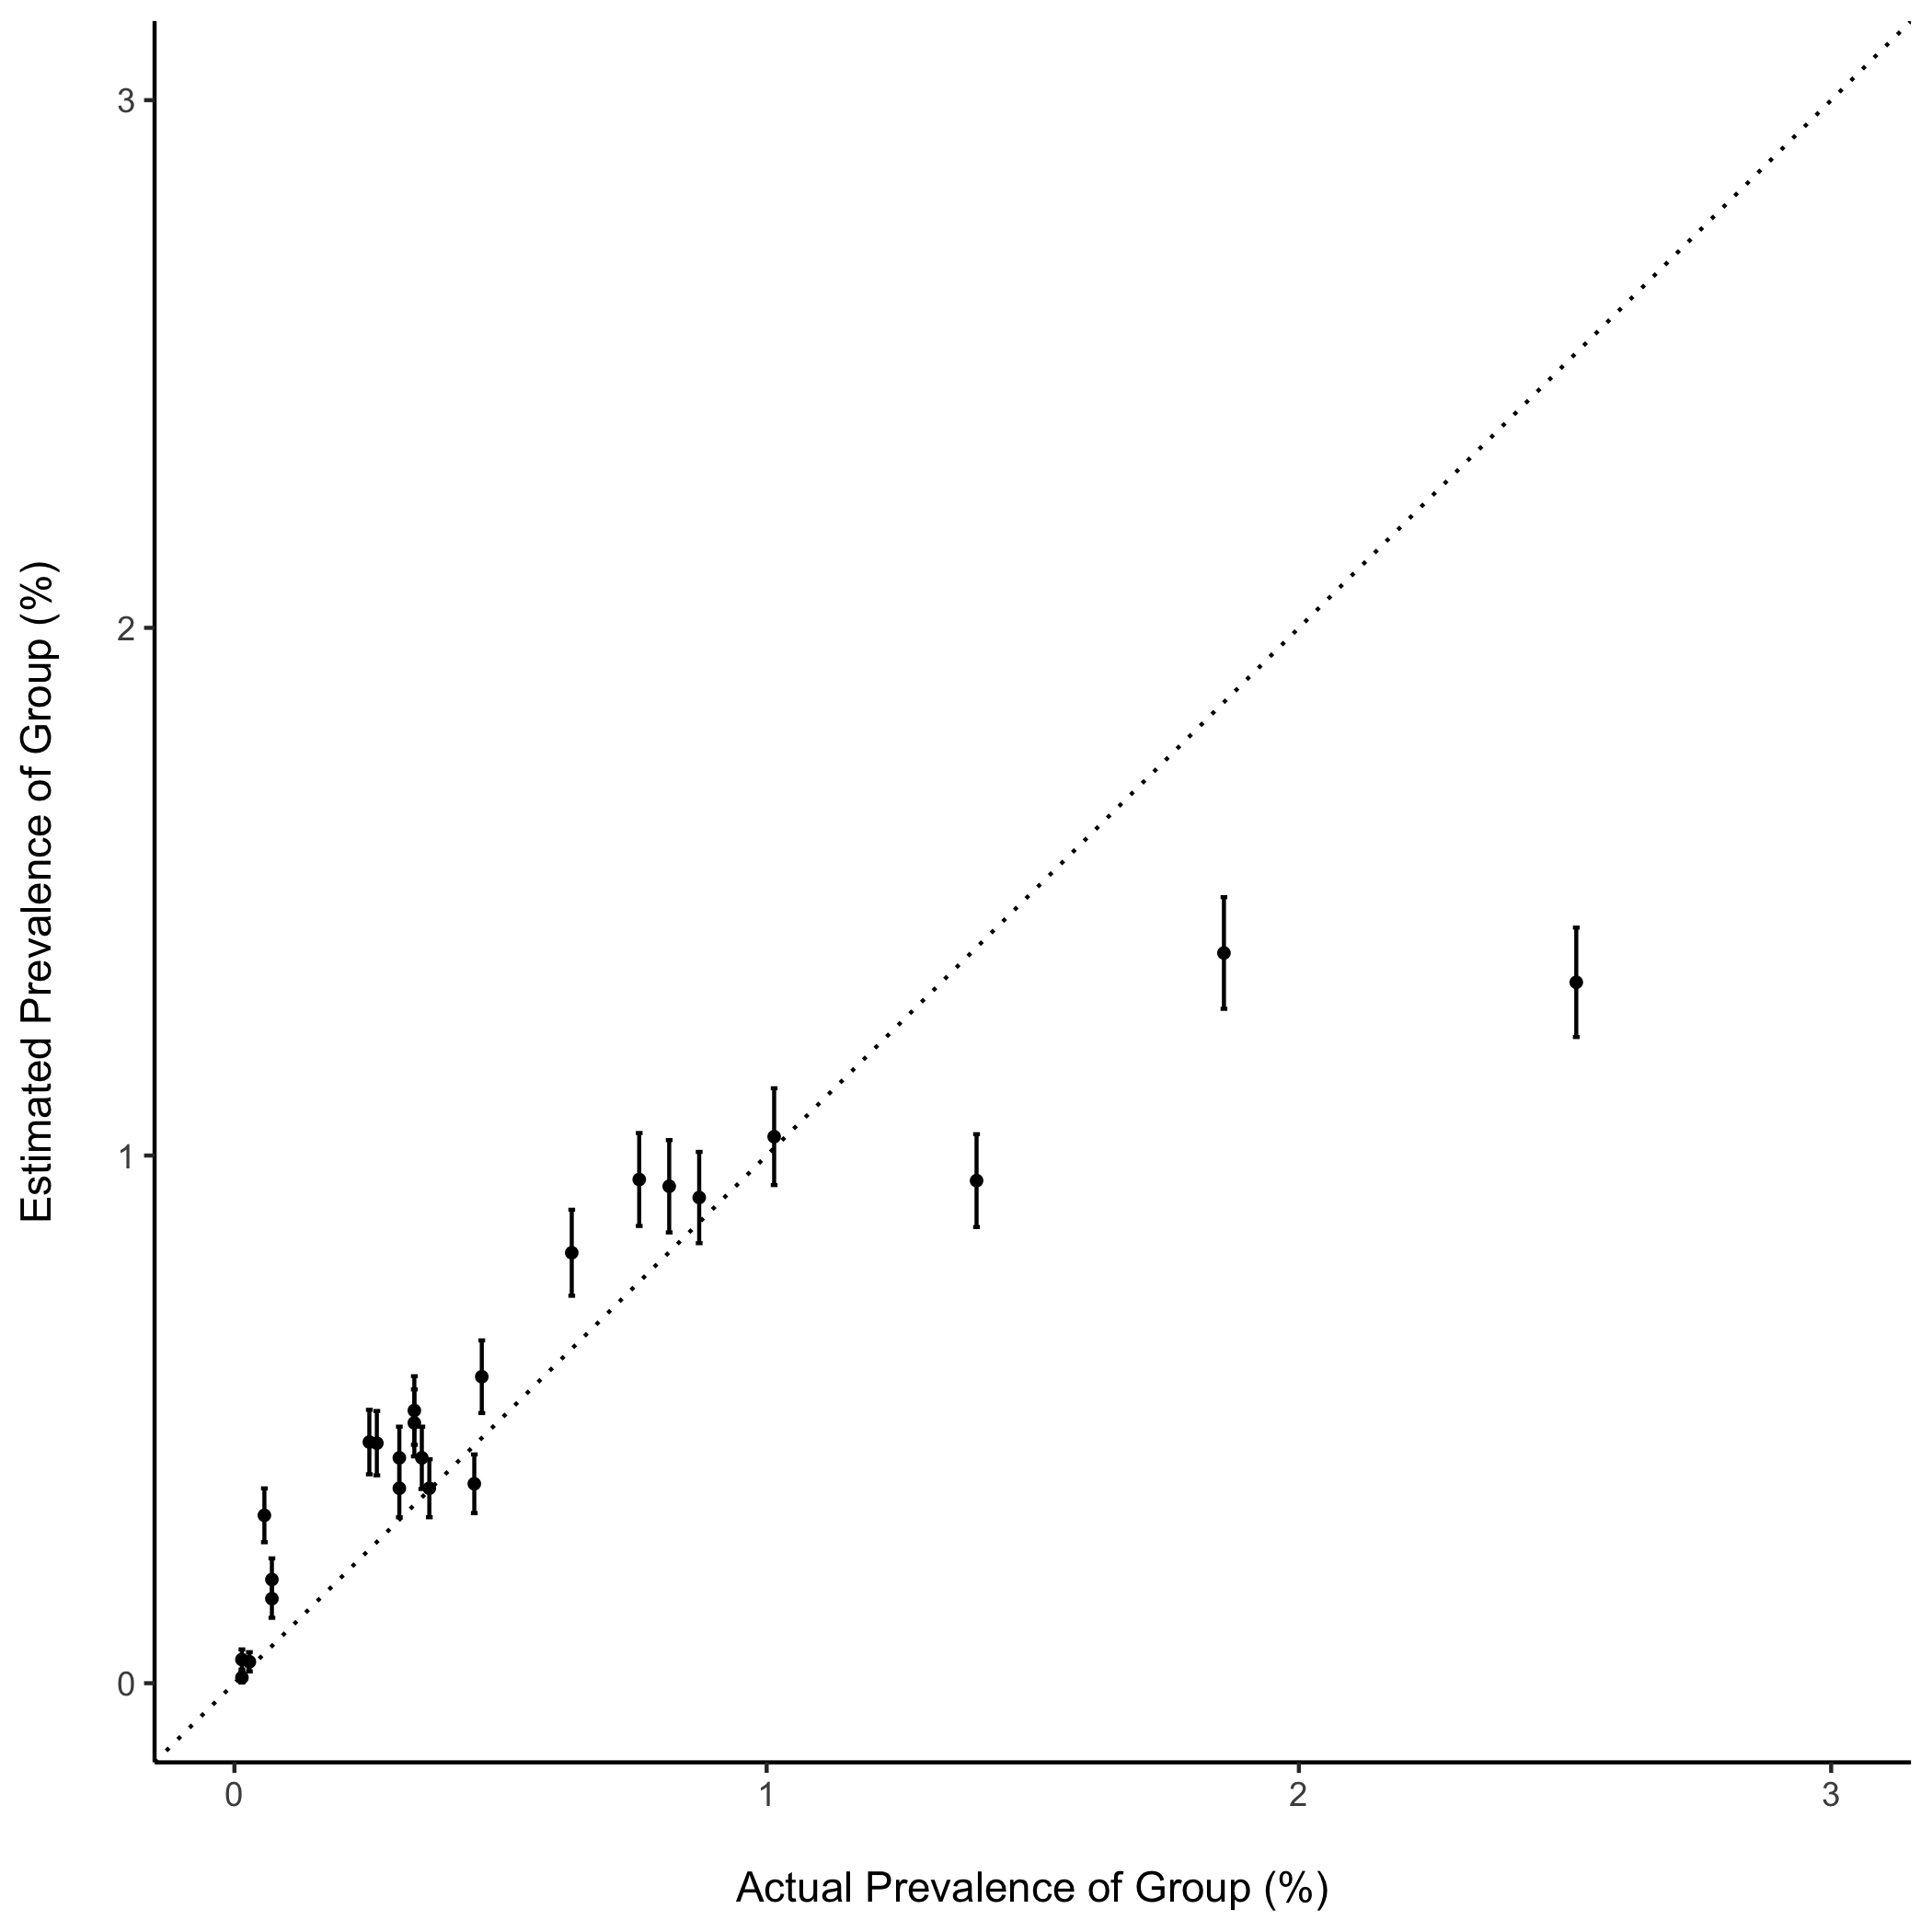 Estimated Prevalence of Group (%)
3
2
1
0
0 1 2 3
Actual Prevalence of Group (%)